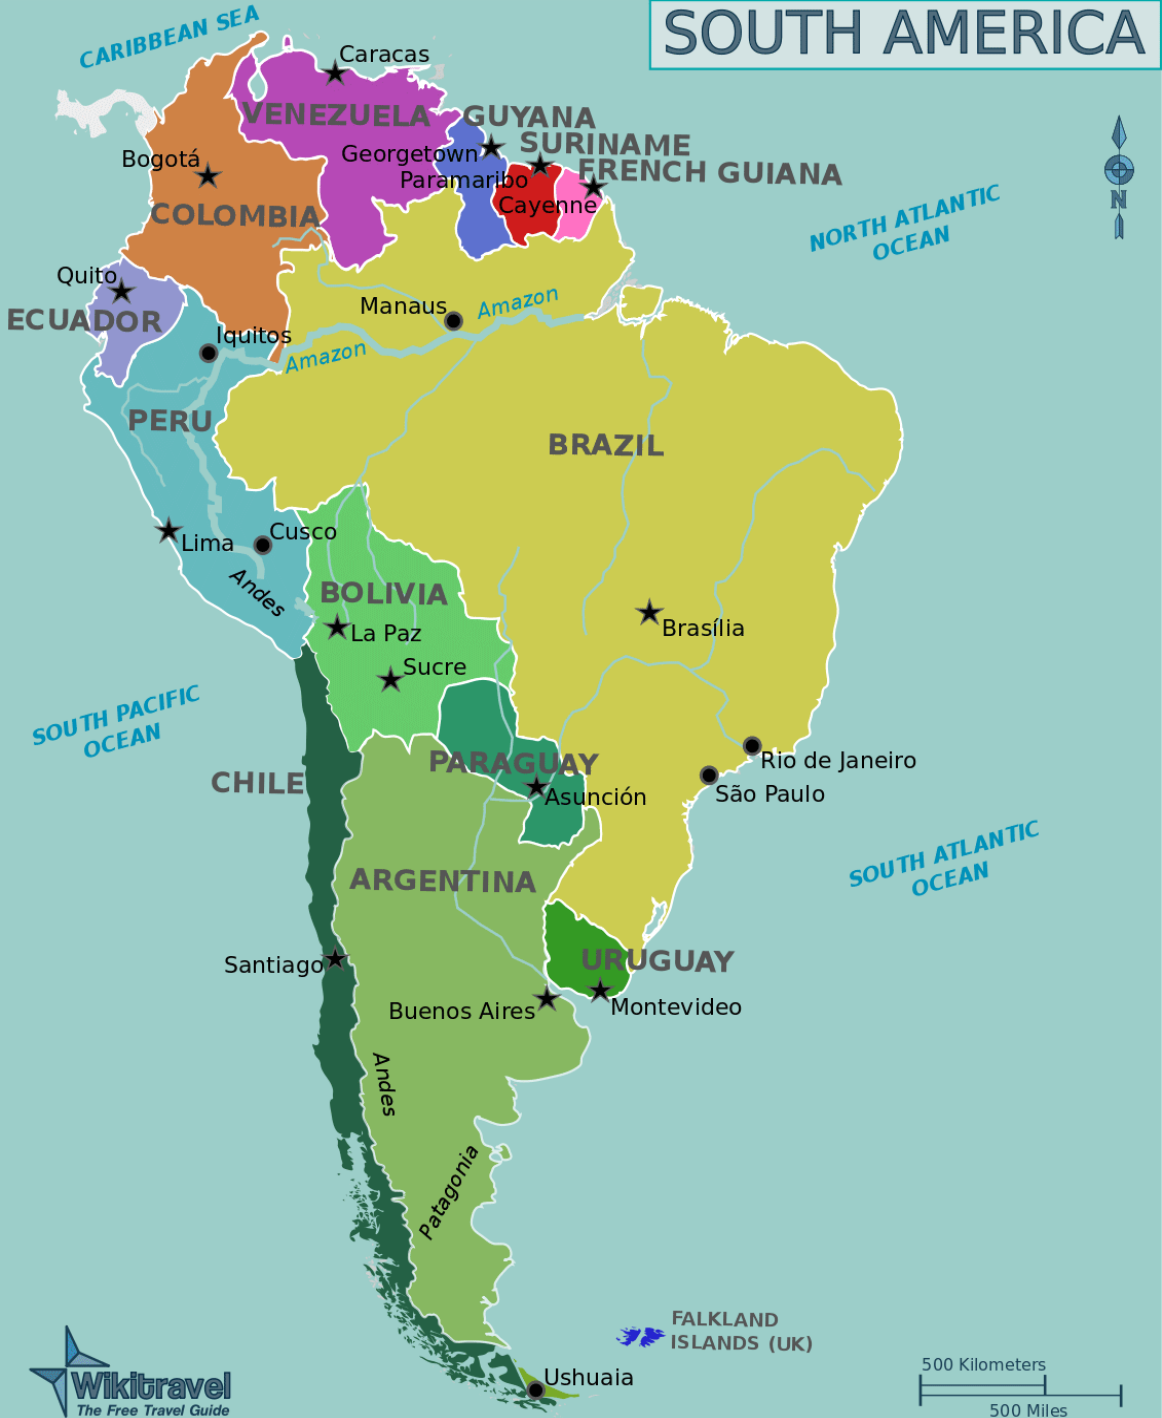 SOUTH AMERICA
CARIBBEAN SEA
Caracas
VENEZUELA
GUYANA
SURINAME
FRENCH GUIANA
Georgetown
Paramaribo
Cayenne
Bogotá
COLOMBIA
N
NORTH ATLANTIC
OCEAN
Quito
ECUADOR
Iquitos
Manaus
Amazon
Amazon
PERU
BRAZIL
Lima
Cusco
Andes
BOLIVIA
La Paz
Sucre
Brasília
SOUTH PACIFIC
OCEAN
CHILE
PARAGUAY
Asunción
Rio de Janeiro
São Paulo
SOUTH ATLANTIC
OCEAN
ARGENTINA
Santiago
URUGUAY
Buenos Aires
Montevideo
Andes
Patagonia
FALKLAND
ISLANDS (UK)
Ushuaia
Wikitravel
The Free Travel Guide
500 Kilometers
500 Miles